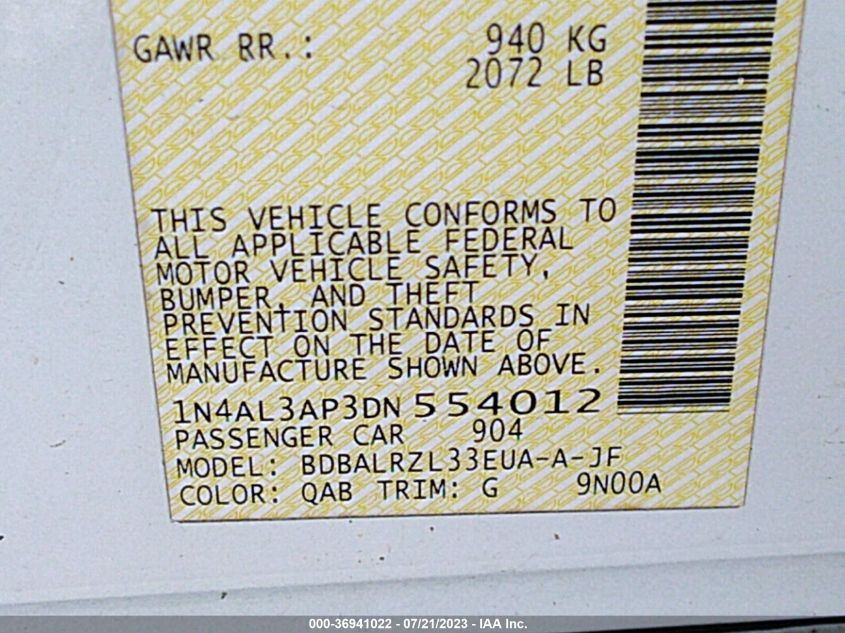 GAWR RR.: 940 KG
2072 LB
THIS VEHICLE CONFORMS TO
ALL APPLICABLE FEDERAL
MOTOR VEHICLE SAFETY,
BUMPER, AND THEFT
PREVENTION STANDARDS IN
EFFECT ON THE DATE OF
MANUFACTURE SHOWN ABOVE.
1N4AL3AP3DN554012
PASSENGER CAR 904
MODEL: BDBALRZL33EUA-A-JF
COLOR: QAB TRIM: G 9N00A
000-36941022 - 07/21/2023 - IAA Inc.